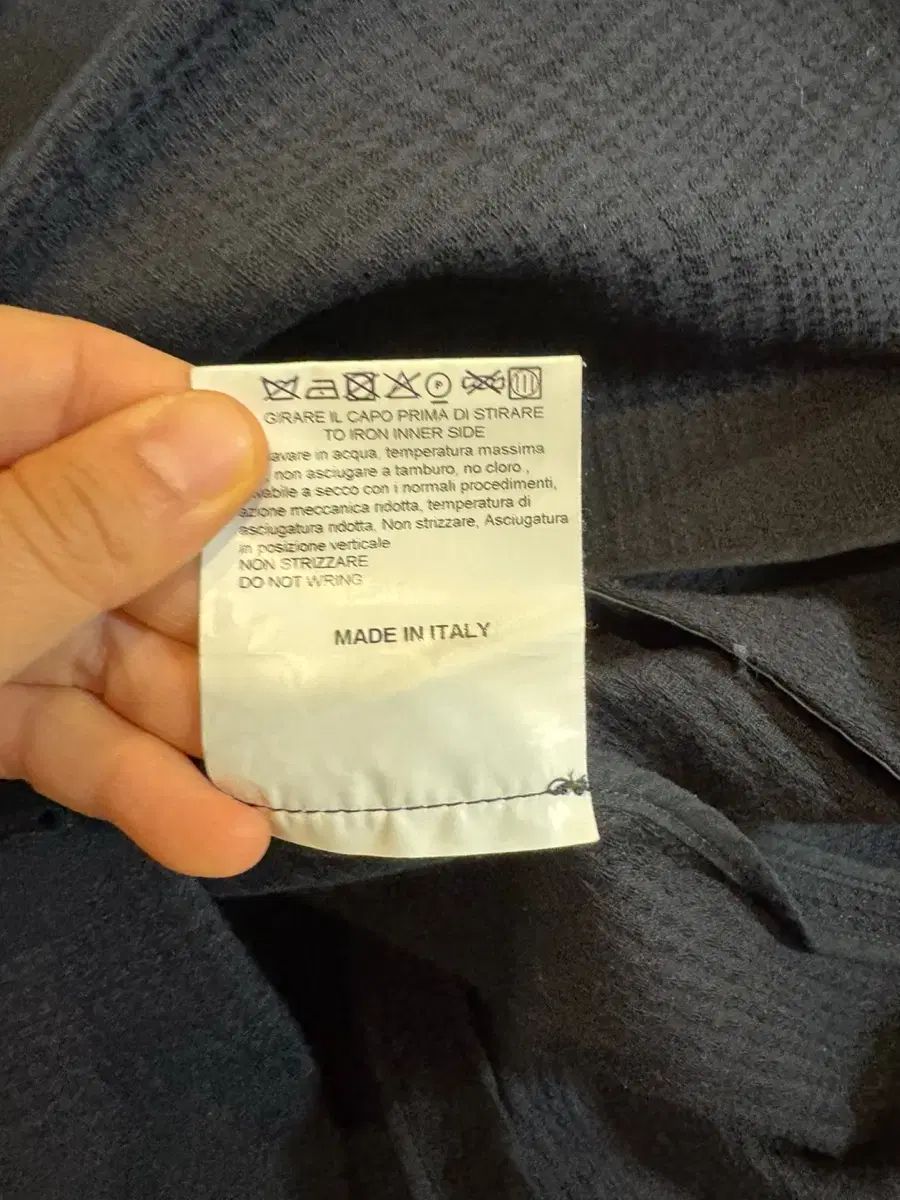 P
GIRARE IL CAPO PRIMA DI STIRARE
TO IRON INNER SIDE
avare in acqua, temperatura massima
, non asciugare a tamburo, no cloro ,
vabile a secco con i normali procedimenti,
azione meccanica ridotta, temperatura di
asciugatura ridotta. Non strizzare, Asciugatura
in posizione verticale
NON STRIZZARE
DO NOT WRING
MADE IN ITALY